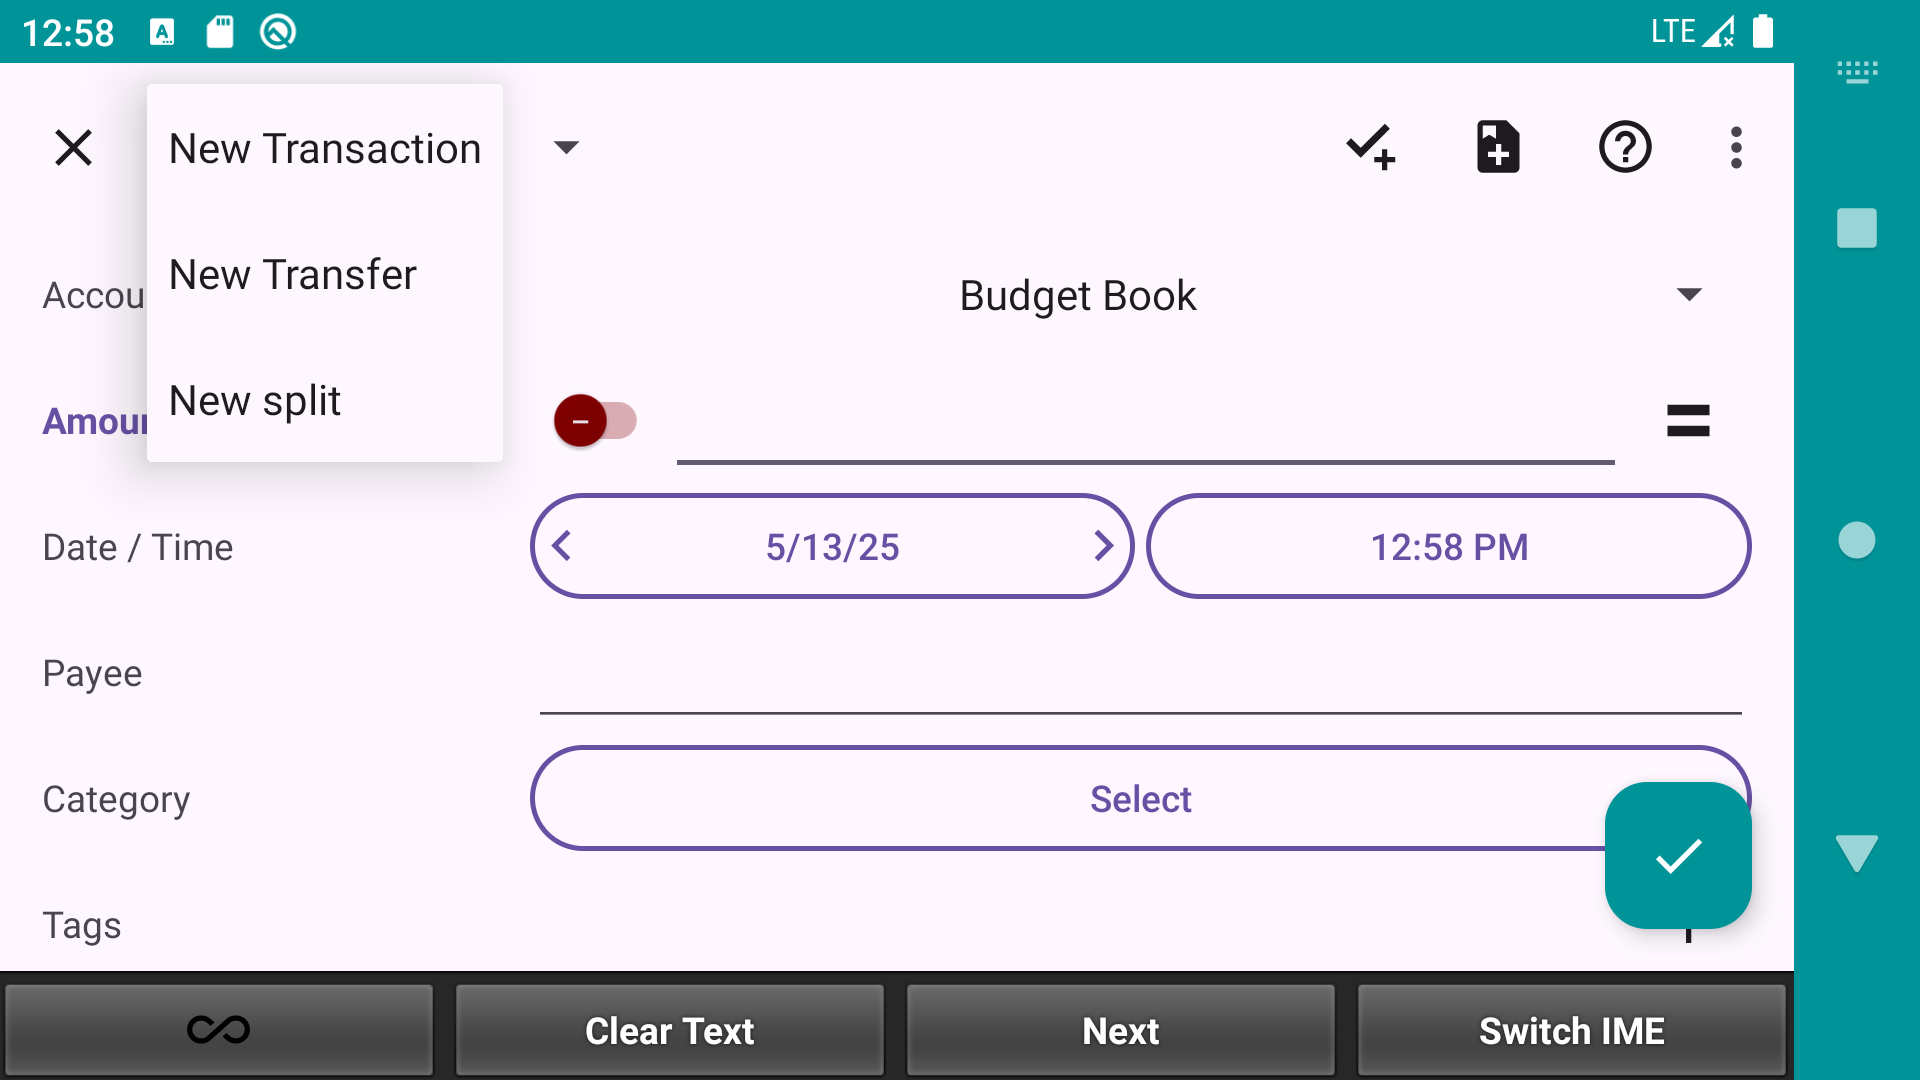 12:58
LTE
New Transaction
New Transfer
New split
Accou
Budget Book
Amou
Date / Time
5/13/25
12:58 PM
Payee
Category
Select
Tags
Clear Text
Next
Switch IME